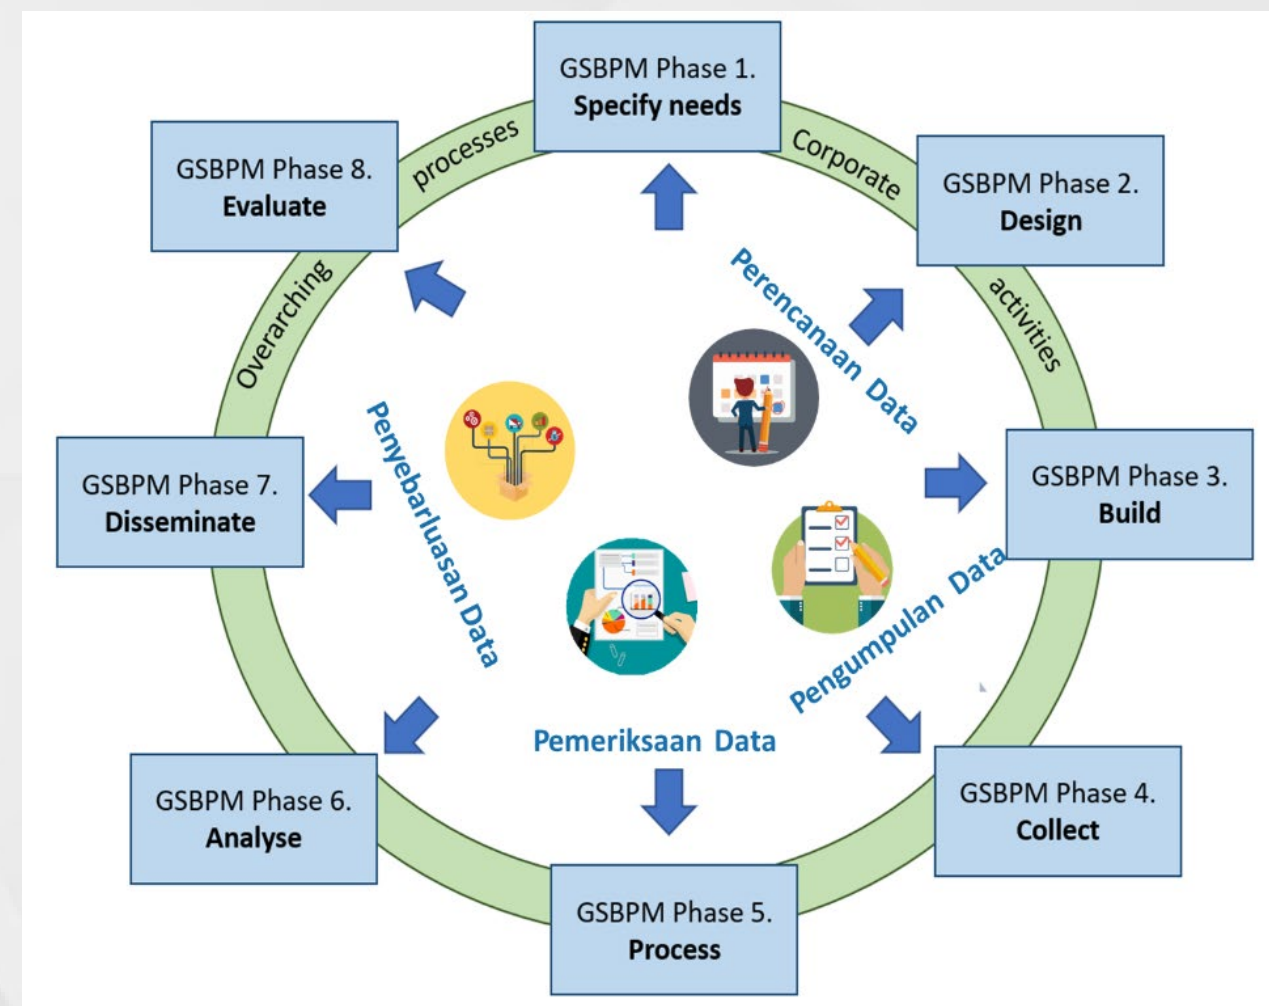 GSBPM Phase 1.
Specify needs
GSBPM Phase 2.
Design
GSBPM Phase 3.
Build
GSBPM Phase 4.
Collect
GSBPM Phase 5.
Process
GSBPM Phase 6.
Analyse
GSBPM Phase 7.
Disseminate
GSBPM Phase 8.
Evaluate
Overarching
processes
Corporate
activities
Perencanaan Data
Pengumpulan Data
Pemeriksaan Data
Penyebarluasan Data